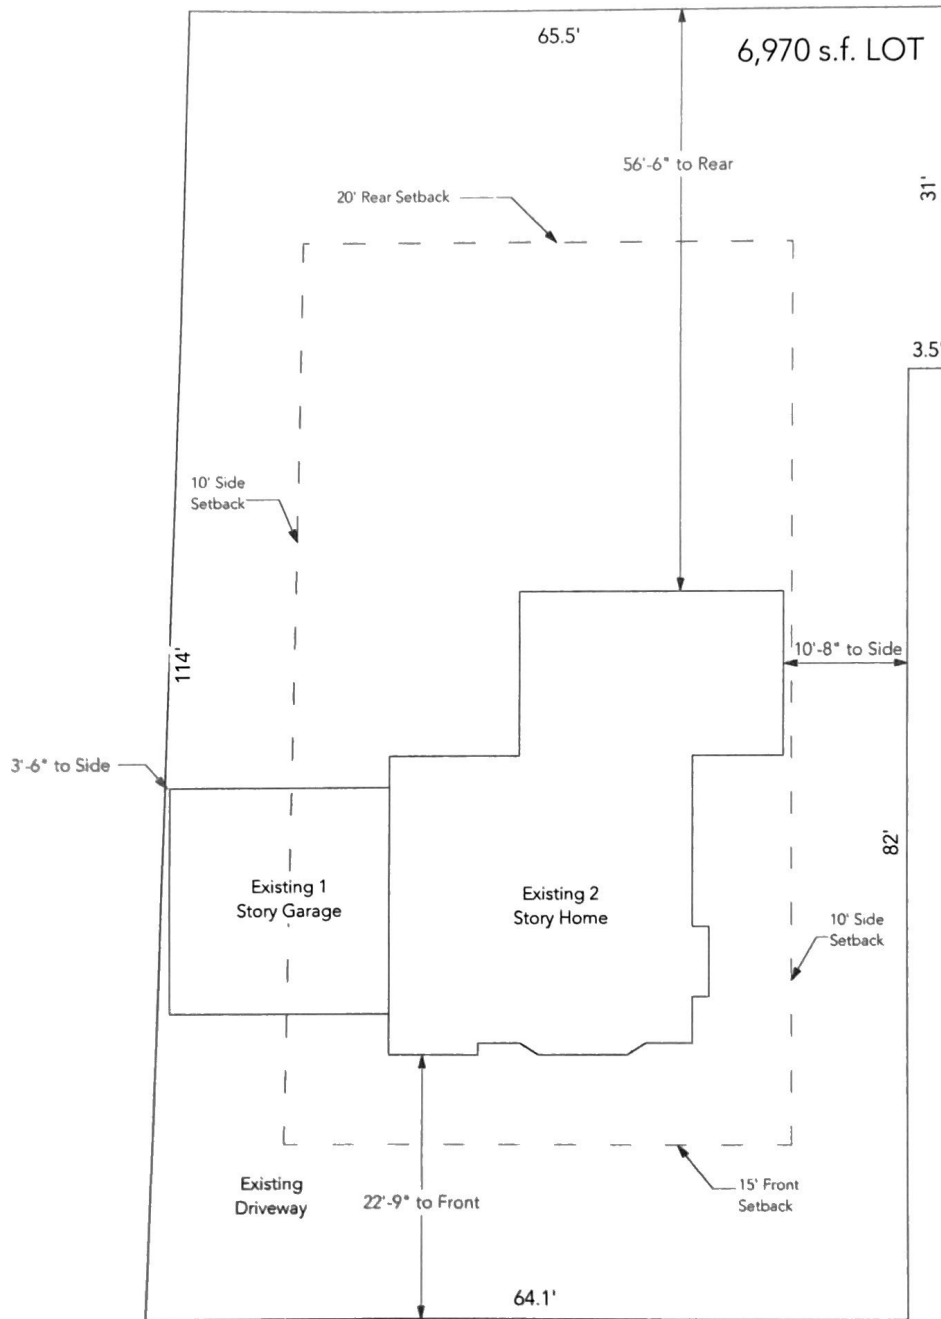 65.5'
6,970 s.f. LOT
56'-6" to Rear
31'
20' Rear Setback
3.5'
10' Side
Setback
114'
10'-8" to Side
3'-6" to Side
82'
Existing 1
Story Garage
Existing 2
Story Home
10' Side
Setback
Existing
Driveway
22'-9" to Front
15' Front
Setback
64.1'